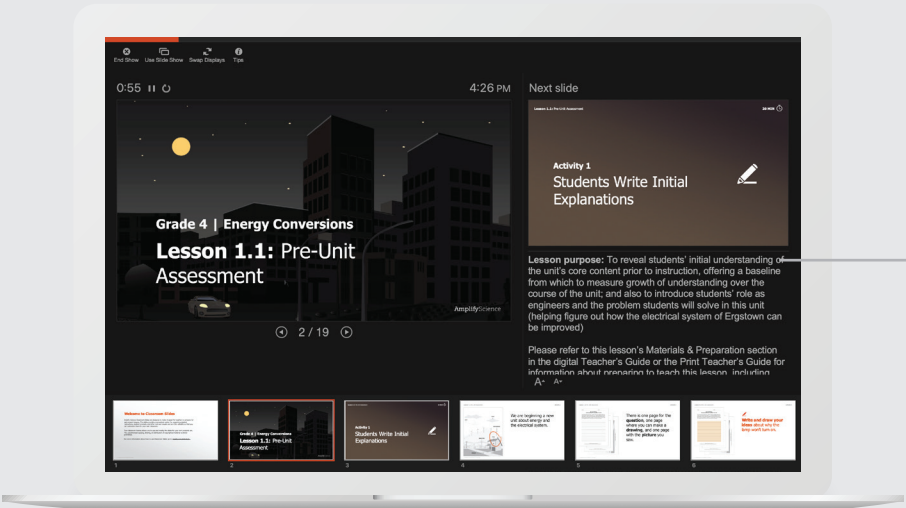 End Show Use Slide Show Swap Displays Tips
0:55
4:26 PM
Next slide
Grade 4 | Energy Conversions
Lesson 1.1: Pre-Unit
Assessment
AmplifyScience
2 / 19
Lesson 1.1: Pre-Unit Assessment
20 MIN
Activity 1
Students Write Initial
Explanations
Lesson purpose: To reveal students' initial understanding of
the unit's core content prior to instruction, offering a baseline
from which to measure growth of understanding over the
course of the unit; and also to introduce students' role as
engineers and the problem students will solve in this unit
(helping figure out how the electrical system of Ergstown can
be improved)
Please refer to this lesson's Materials & Preparation section
in the digital Teacher's Guide or the Print Teacher's Guide for
information about preparing to teach this lesson, including
A A
Welcome to Classroom Slides
1
Grade 4 | Energy Conversions
Lesson 1.1: Pre-Unit
Assessment
2
Activity 1
Students Write Initial
Explanations
3
We are beginning a new
unit about energy and
the electrical system.
4
There is one page for the
question, one page
where you can make a
drawing, and one page
with the picture you
see.
5
Write and draw your
ideas about why the
lamp won't turn on.
6